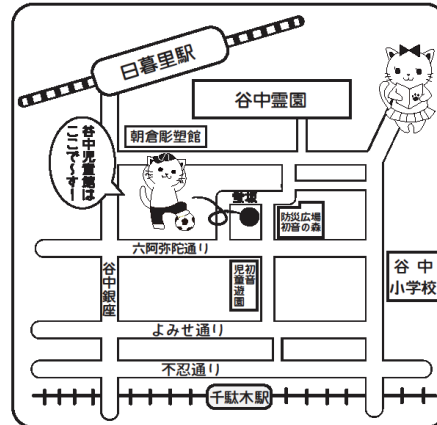 日暮里駅
谷中霊園
朝倉彫塑館
谷中児童館は
ここで〜す!
螢坂
防災広場
初音の森
六阿弥陀通り
初音
児童遊園
谷中
小学校
谷中銀座
よみせ通り
不忍通り
千駄木駅